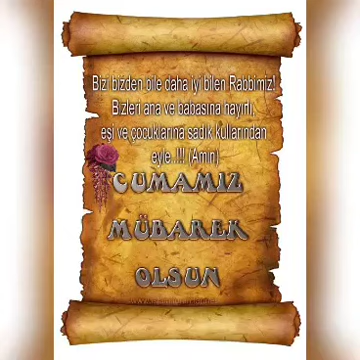 Bizi bizden bile daha iyi bilen Rabbimiz!
Bizleri ana ve babasına hayırlı,
eşi ve çocuklarına sadık kullarından
eyle..!!! (Amin)
CUMAMIZ
MÜBAREK
OLSUN